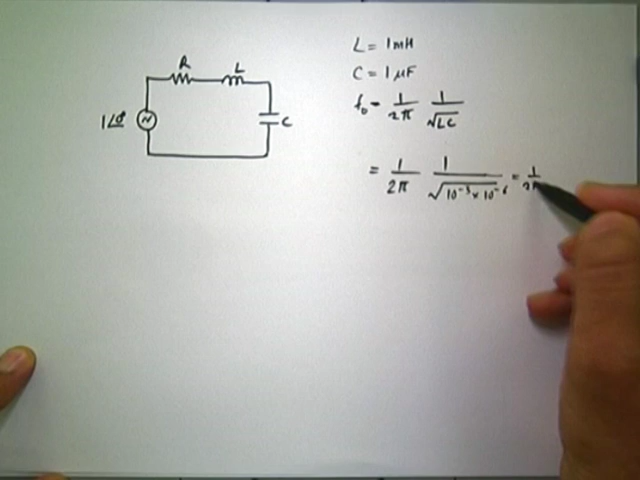 R L
1∠0 C
L = 1mH
C = 1 μF
f₀ = 1/2π 1/√LC
= 1/2π 1/√10⁻³ × 10⁻⁶ = 1/2π